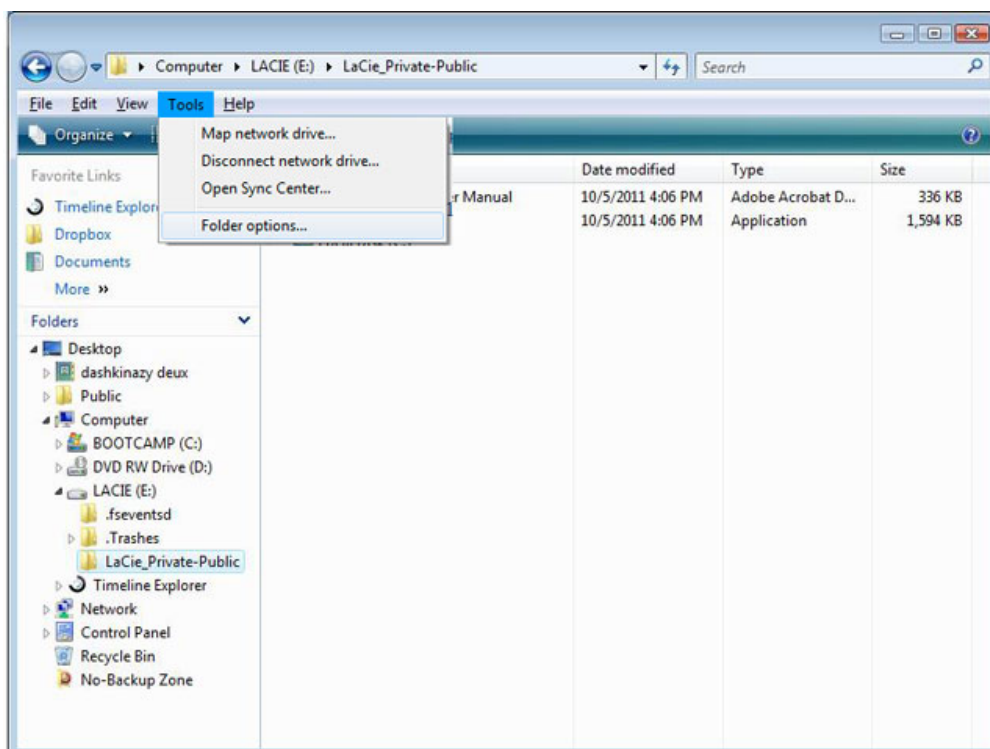 Computer ▸ LACIE (E:) ▸ LaCie_Private-Public Search
File Edit View Tools Help
Organize
Map network drive...
Disconnect network drive...
Open Sync Center...
Folder options...
Date modified Type Size
r Manual 10/5/2011 4:06 PM Adobe Acrobat D... 336 KB
10/5/2011 4:06 PM Application 1,594 KB
Favorite Links
Timeline Explor
Dropbox
Documents
More »
Folders
Desktop
dashkinazy deux
Public
Computer
BOOTCAMP (C:)
DVD RW Drive (D:)
LACIE (E:)
.fseventsd
.Trashes
LaCie_Private-Public
Timeline Explorer
Network
Control Panel
Recycle Bin
No-Backup Zone